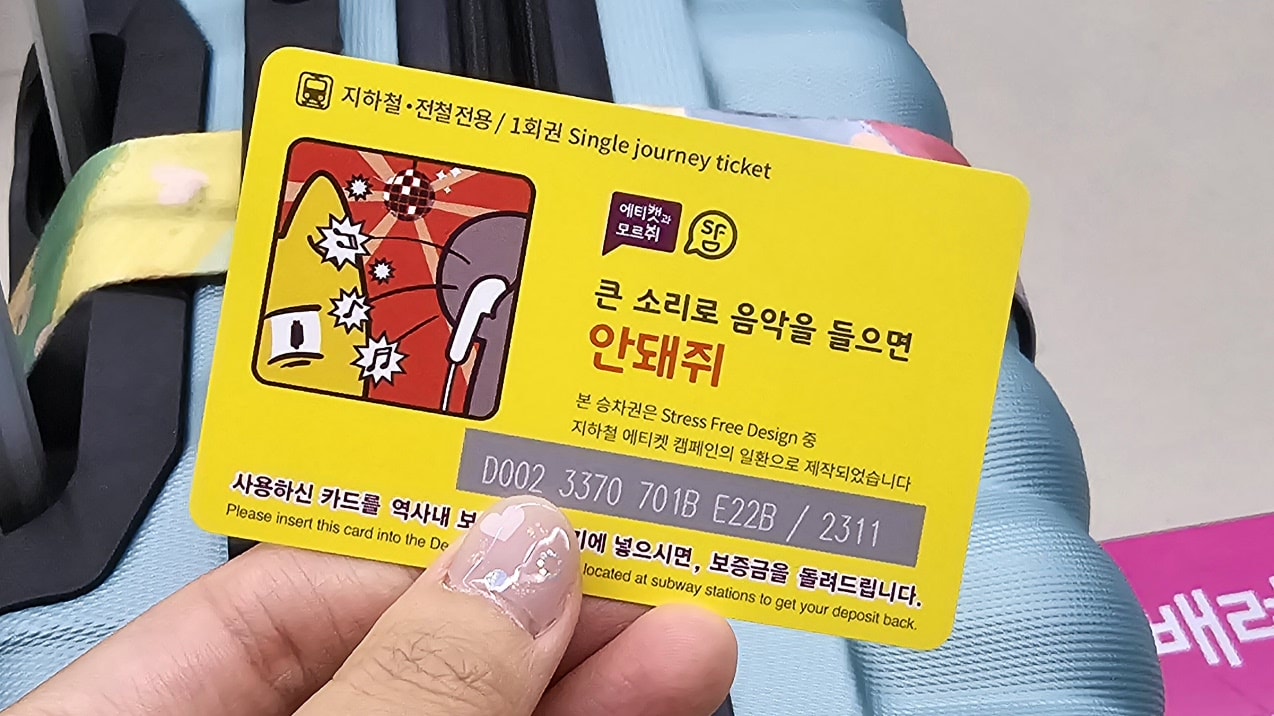 지하철·전철전용 / 1회권 Single journey ticket
에티캣과
모르쥐
SF
큰 소리로 음악을 들으면
안돼쥐
본 승차권은 Stress Free Design 중
지하철 에티켓 캠페인의 일환으로 제작되었습니다
D002 3370 701B E22B / 2311
사용하신 카드를 역사내 넣으시면, 보증금을 돌려드립니다.
Please insert this card into the located at subway stations to get your deposit back.
배려